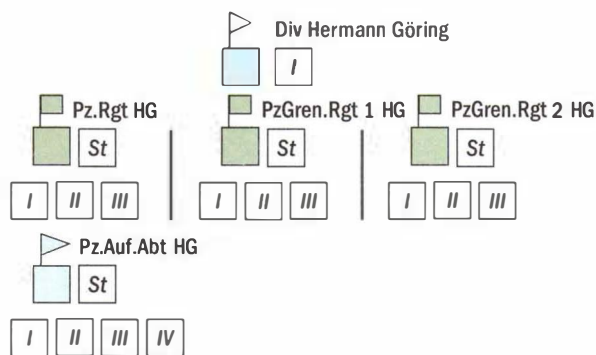 Div Hermann Göring
I
Pz.Rgt HG PzGren.Rgt 1 HG PzGren.Rgt 2 HG
St St St
I II III I II III I II III
Pz.Auf.Abt HG
St
I II III IV